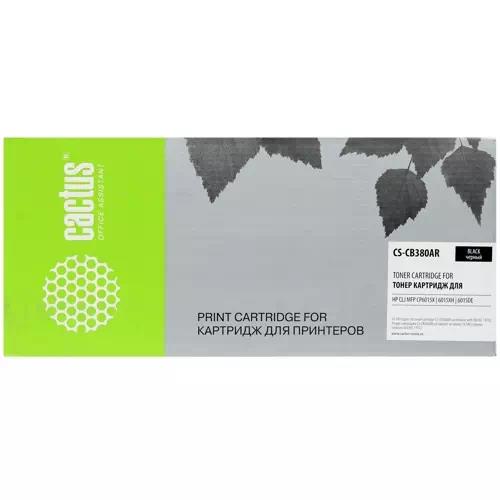 cactus®
OFFICE ASSISTANT
PRINT CARTRIDGE FOR
КАРТРИДЖ ДЛЯ ПРИНТЕРОВ
CS-CB380AR
BLACK
черный
TONER CARTRIDGE FOR
ТОНЕР КАРТРИДЖ ДЛЯ
HP CLJ MFP CP6015X | 6015XH | 6015DE